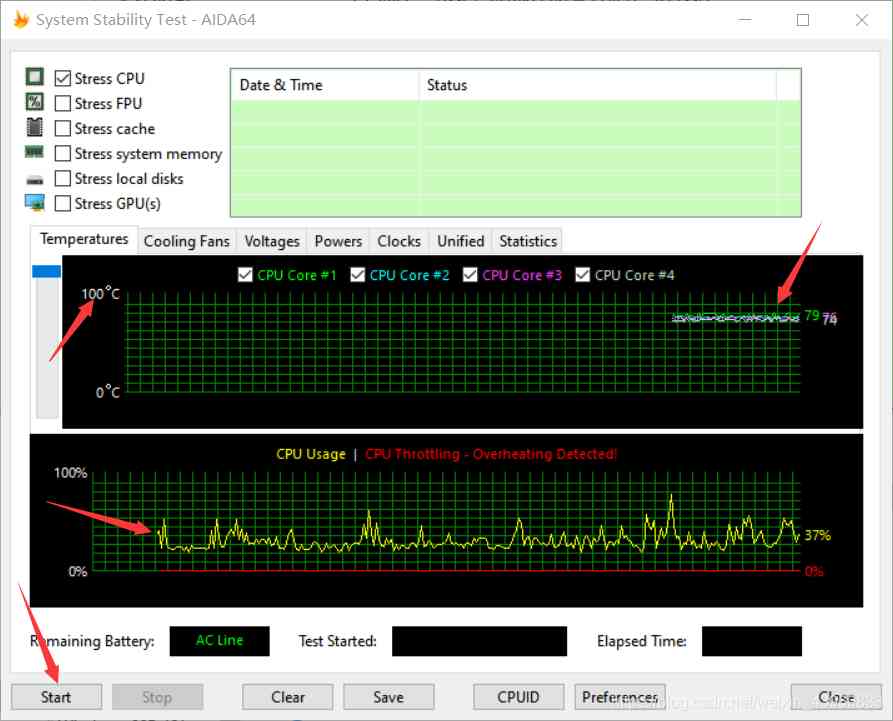 System Stability Test - AIDA64
Stress CPU
Stress FPU
Stress cache
Stress system memory
Stress local disks
Stress GPU(s)
Date & Time Status
Temperatures Cooling Fans Voltages Powers Clocks Unified Statistics
CPU Core #1 CPU Core #2 CPU Core #3 CPU Core #4
100°C
79
74
0°C
CPU Usage | CPU Throttling - Overheating Detected!
100%
37%
0% 0%
Remaining Battery: AC Line Test Started: Elapsed Time:
Start Stop Clear Save CPUID Preferences Close